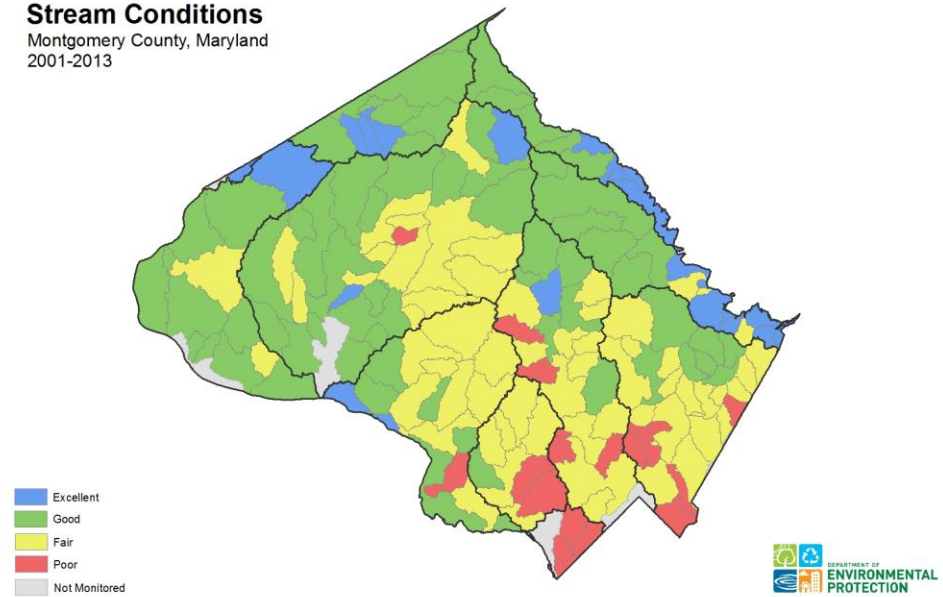 Stream Conditions
Montgomery County, Maryland
2001-2013
Excellent
Good
Fair
Poor
Not Monitored
DEPARTMENT OF
ENVIRONMENTAL
PROTECTION